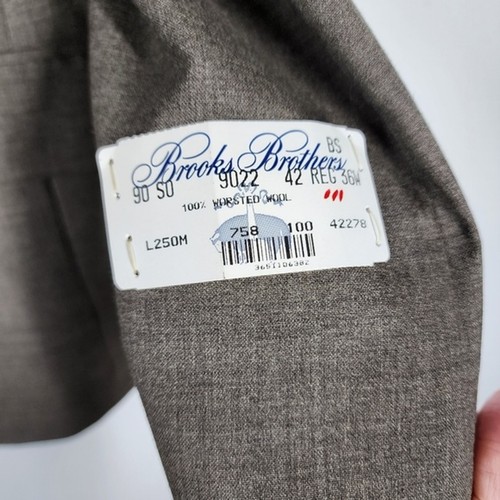 BS
Brooks Brothers
90 SO 9022 42 REG 36W
100% WORSTED WOOL
L250M 758 100 42278